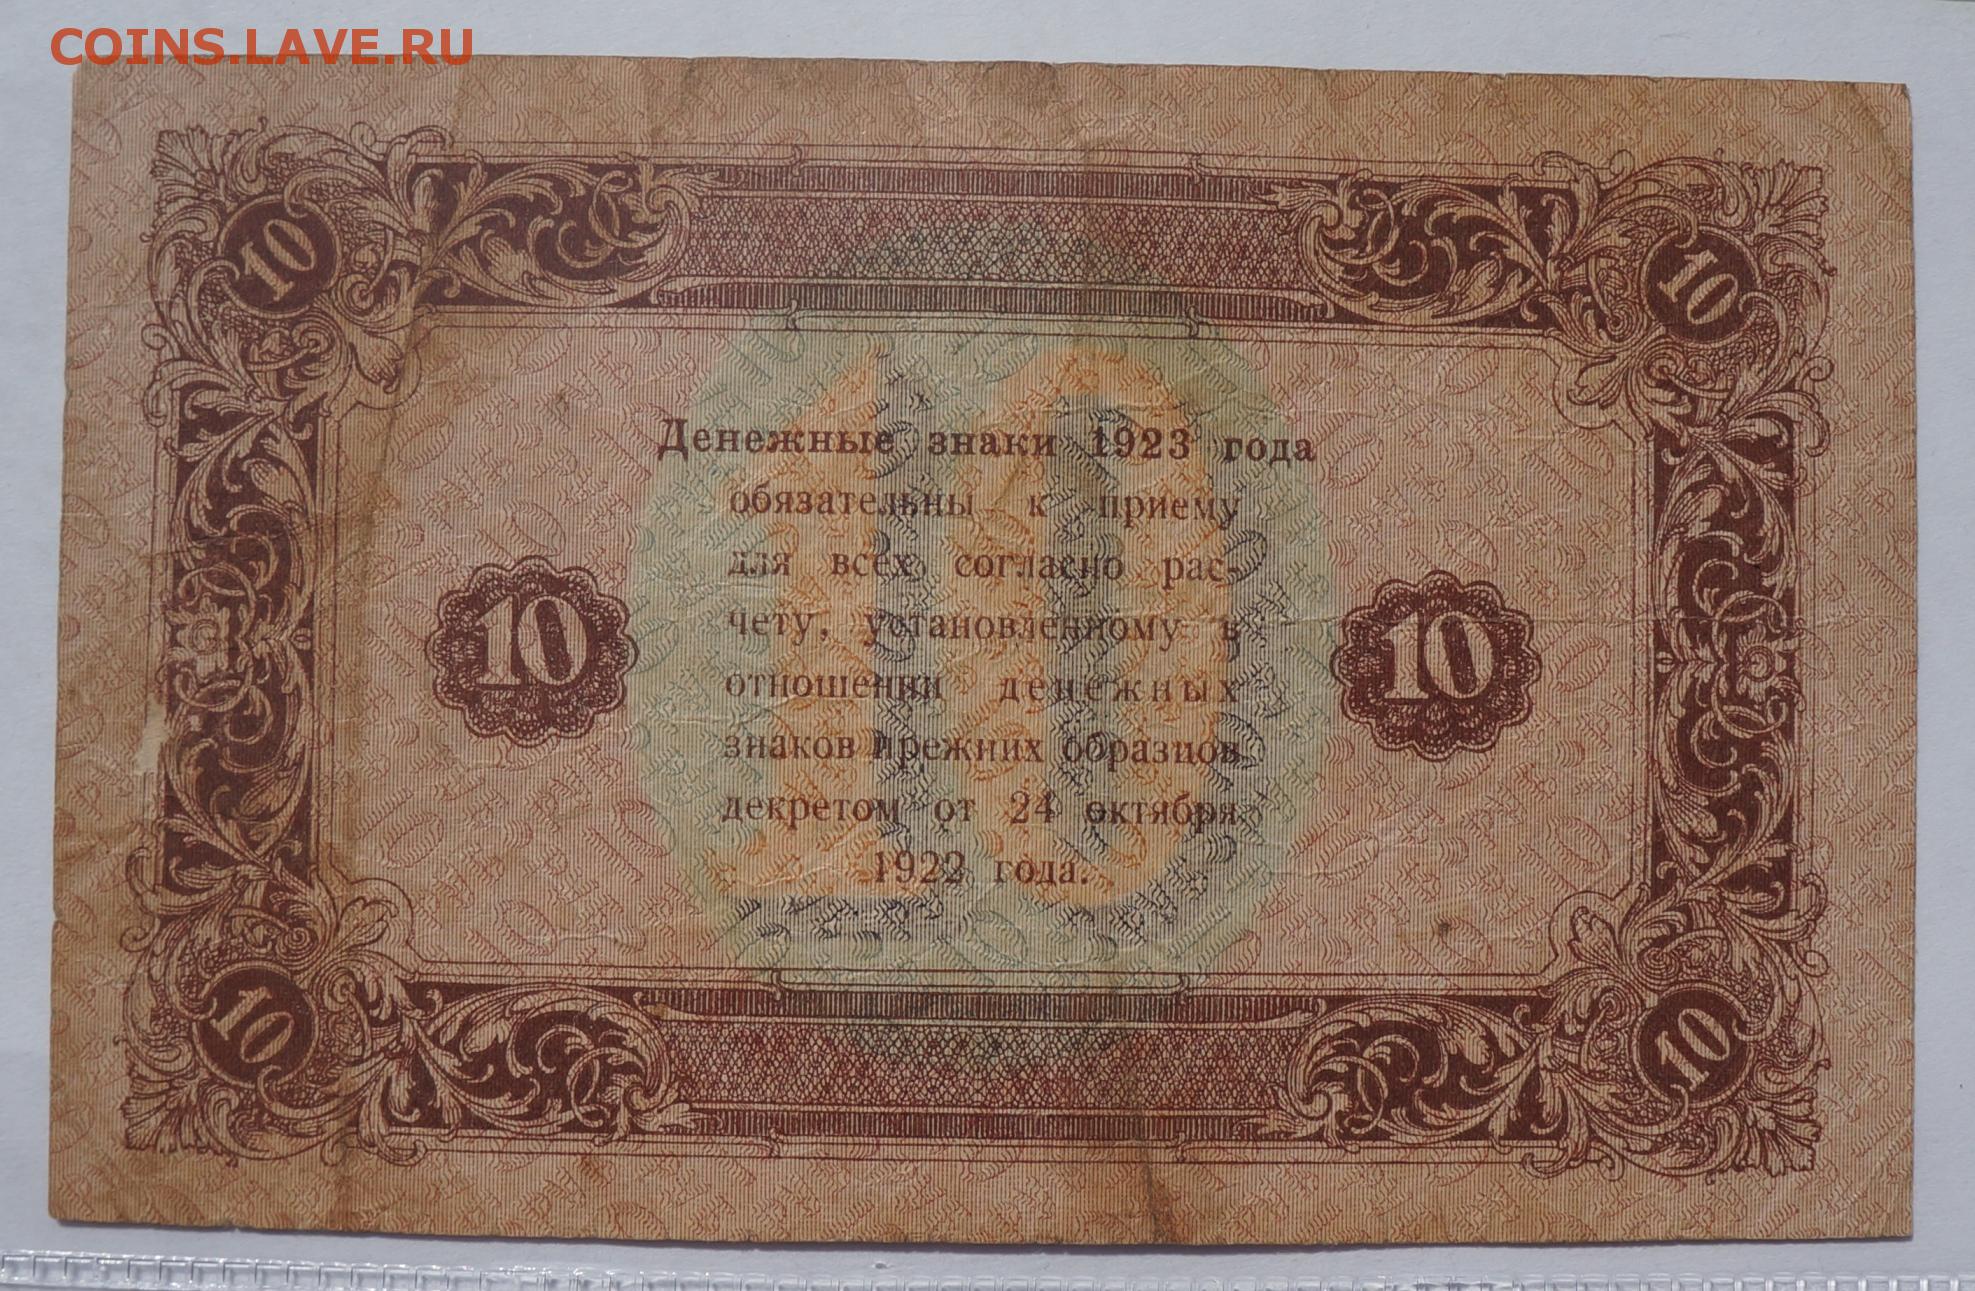 COINS.LAVE.RU
10 10
10
Денежные знаки 1923 года
обязательны к приему
для всех согласно рас-
чету, установленному в
отношении денежных
знаков прежних образцов
декретом от 24 октября
1922 года.
10 10
10 10